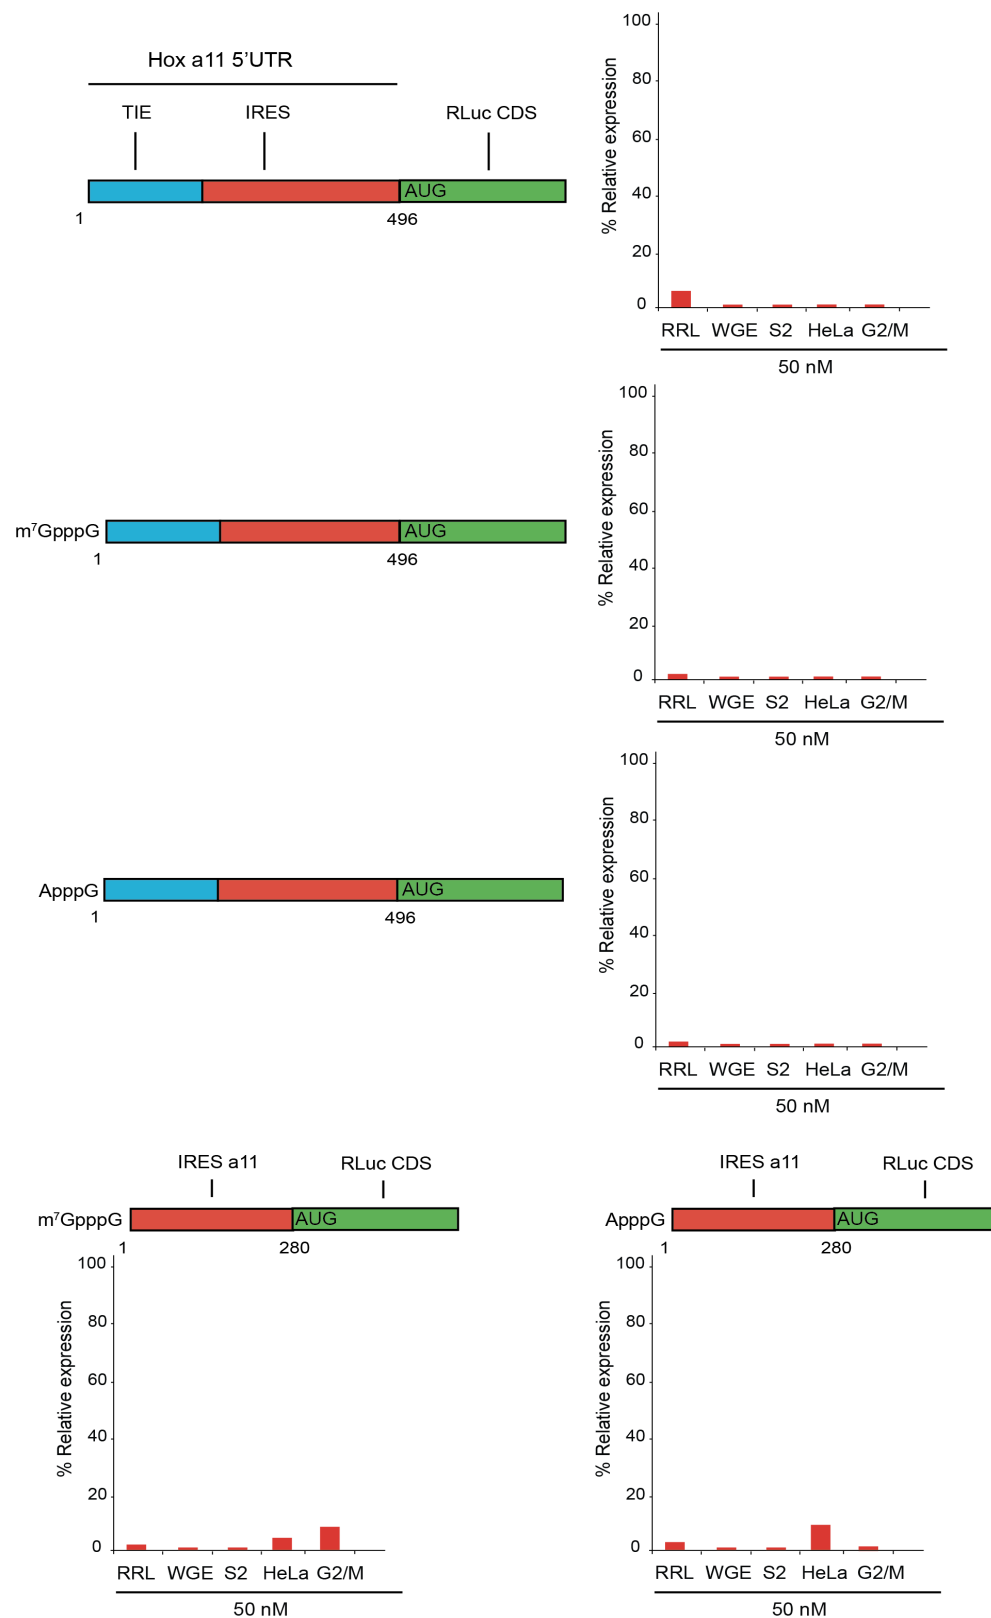 Hox a11 5'UTR
TIE IRES RLuc CDS
AUG
1 496
% Relative expression
100
80
60
40
20
0
RRL WGE S2 HeLa G2/M
50 nM
m⁷GpppG AUG
1 496
% Relative expression
100
80
60
40
20
0
RRL WGE S2 HeLa G2/M
50 nM
ApppG AUG
1 496
% Relative expression
100
80
60
40
20
0
RRL WGE S2 HeLa G2/M
50 nM
IRES a11 RLuc CDS
m⁷GpppG AUG
1 280
% Relative expression
100
80
60
40
20
0
RRL WGE S2 HeLa G2/M
50 nM
IRES a11 RLuc CDS
ApppG AUG
1 280
% Relative expression
100
80
60
40
20
0
RRL WGE S2 HeLa G2/M
50 nM